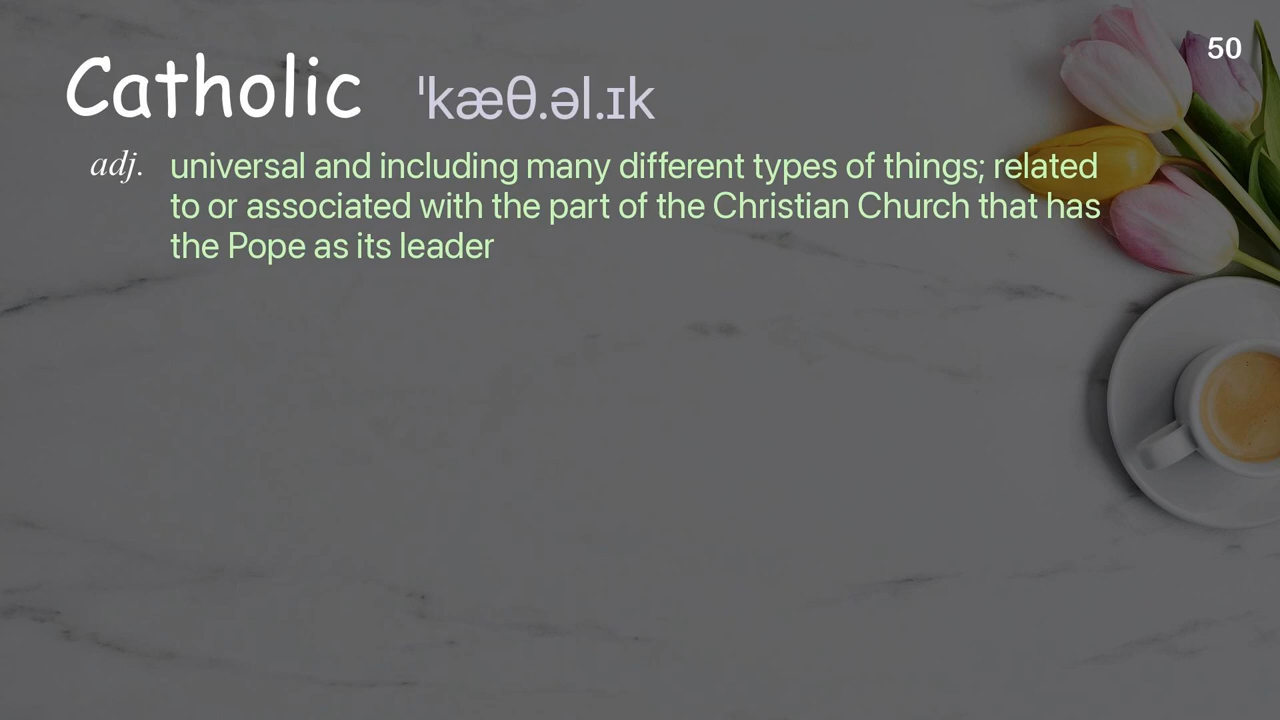 50
Catholic ˈkæθ.əl.ɪk
adj. universal and including many different types of things; related
to or associated with the part of the Christian Church that has
the Pope as its leader